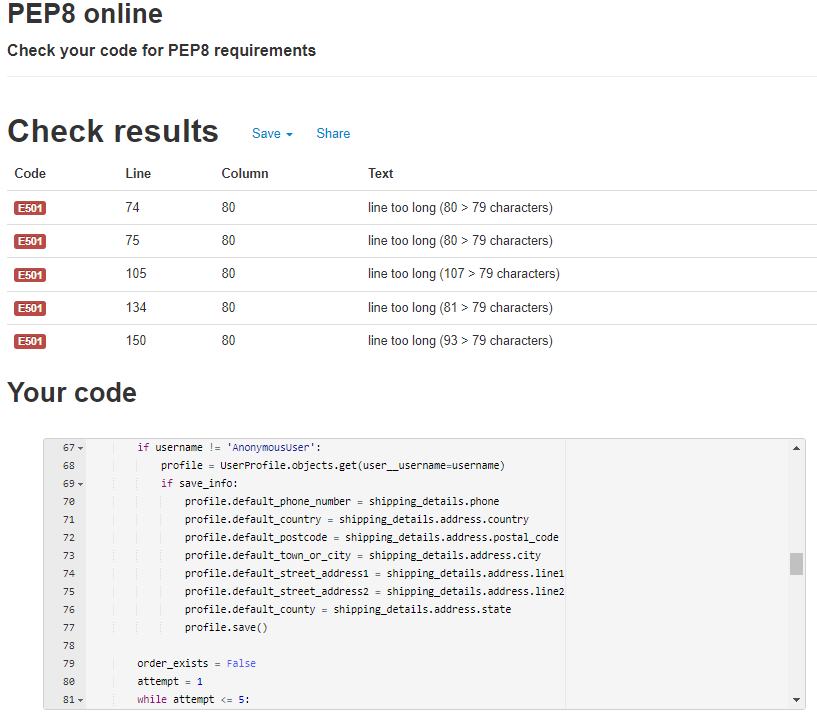 PEP8 online
Check your code for PEP8 requirements
Check results Save Share
Code Line Column Text
E501 74 80 line too long (80 > 79 characters)
E501 75 80 line too long (80 > 79 characters)
E501 105 80 line too long (107 > 79 characters)
E501 134 80 line too long (81 > 79 characters)
E501 150 80 line too long (93 > 79 characters)
Your code
67 if username != 'AnonymousUser':
68 profile = UserProfile.objects.get(user__username=username)
69 if save_info:
70 profile.default_phone_number = shipping_details.phone
71 profile.default_country = shipping_details.address.country
72 profile.default_postcode = shipping_details.address.postal_code
73 profile.default_town_or_city = shipping_details.address.city
74 profile.default_street_address1 = shipping_details.address.line1
75 profile.default_street_address2 = shipping_details.address.line2
76 profile.default_county = shipping_details.address.state
77 profile.save()
78
79 order_exists = False
80 attempt = 1
81 while attempt <= 5: